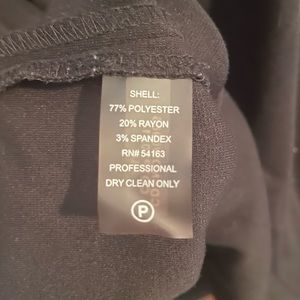 SHELL:
77% POLYESTER
20% RAYON
3% SPANDEX
RN# 54163
PROFESSIONAL
DRY CLEAN ONLY
P